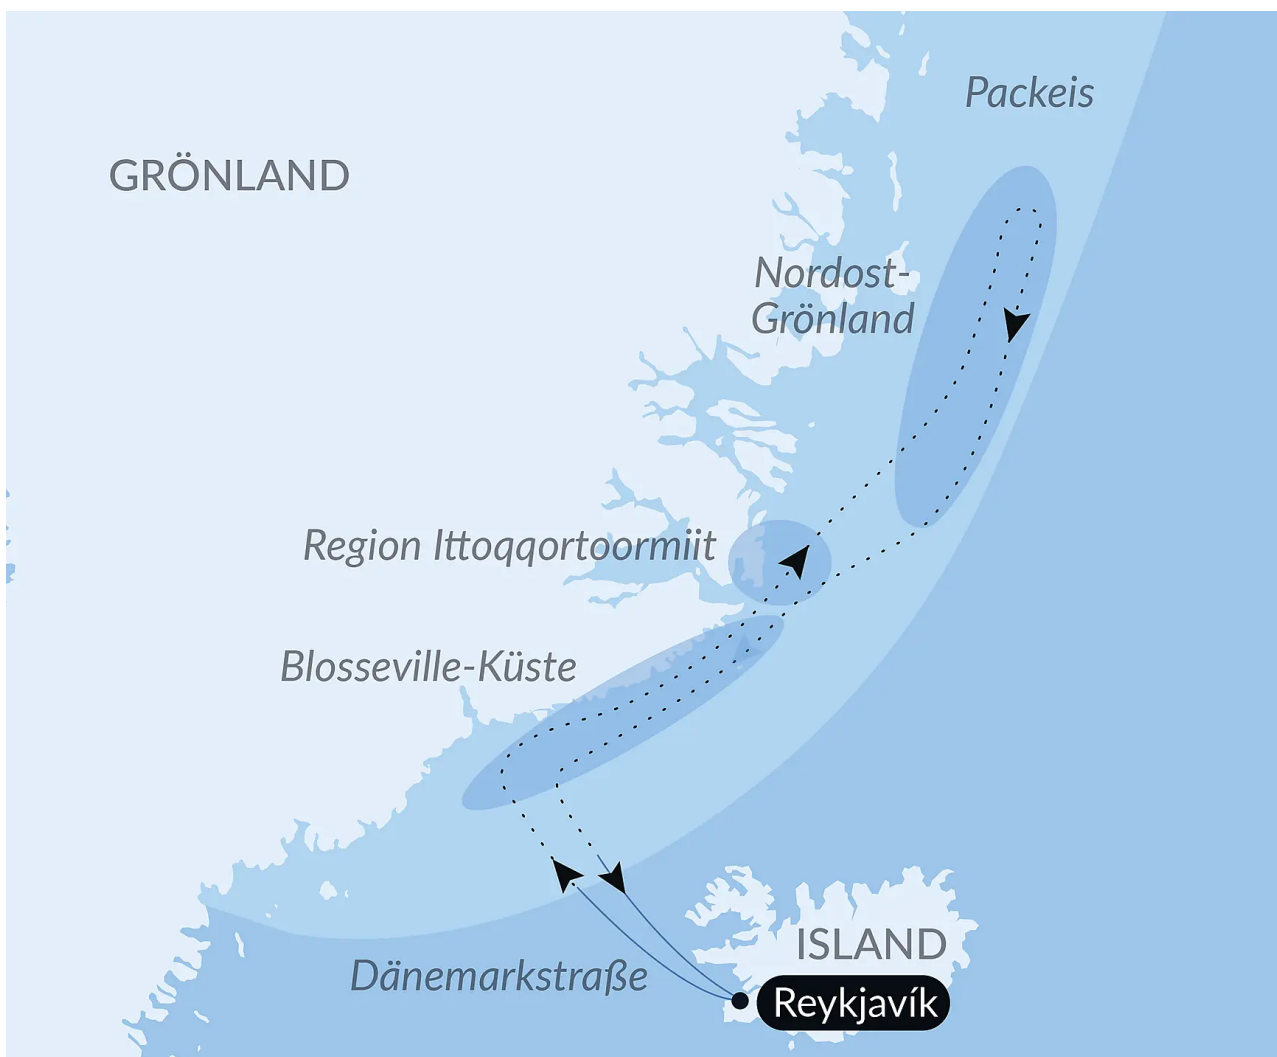 Packeis
GRÖNLAND
Nordost-
Grönland
Region Ittoqqortoormiit
Blosseville-Küste
ISLAND
Dänemarkstraße
Reykjavík